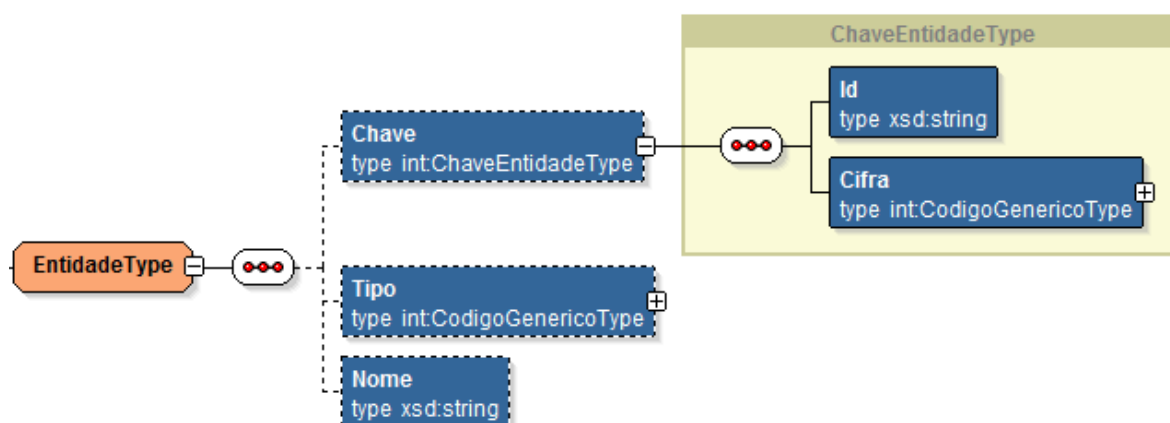 ChaveEntidadeType
Id
type xsd:string
Chave
type int:ChaveEntidadeType
Cifra
type int:CodigoGenericoType
EntidadeType
Tipo
type int:CodigoGenericoType
Nome
type xsd:string